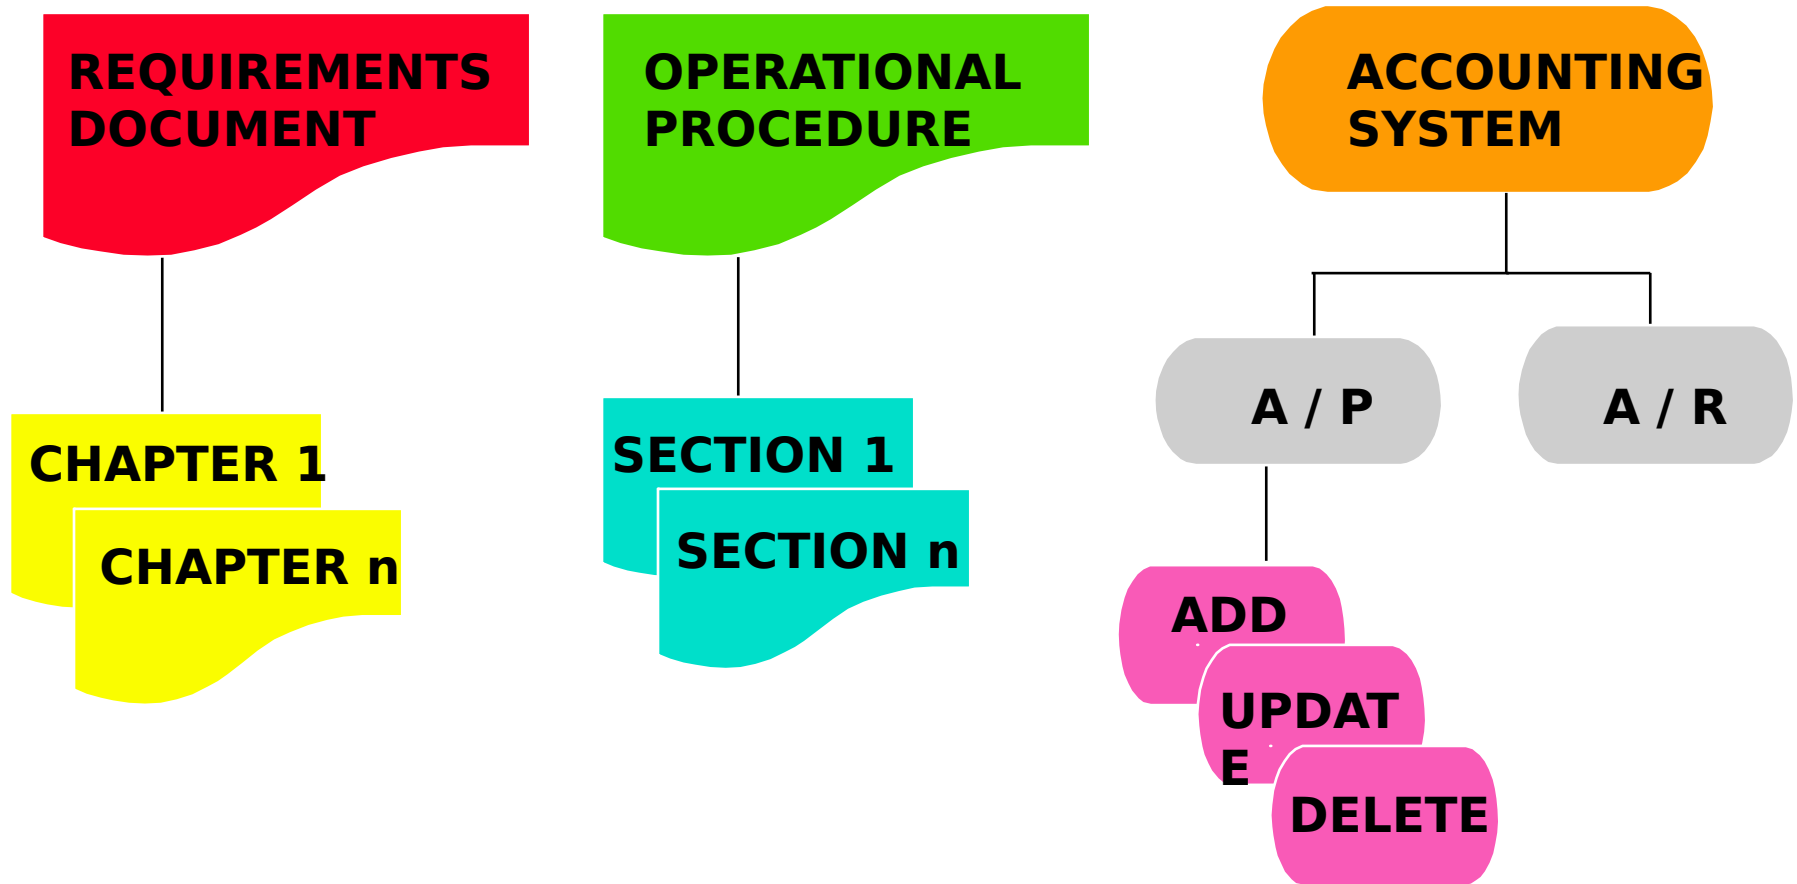 REQUIREMENTS
DOCUMENT
OPERATIONAL
PROCEDURE
ACCOUNTING
SYSTEM
A / P
A / R
CHAPTER 1
CHAPTER n
SECTION 1
SECTION n
ADD
UPDAT
E
DELETE